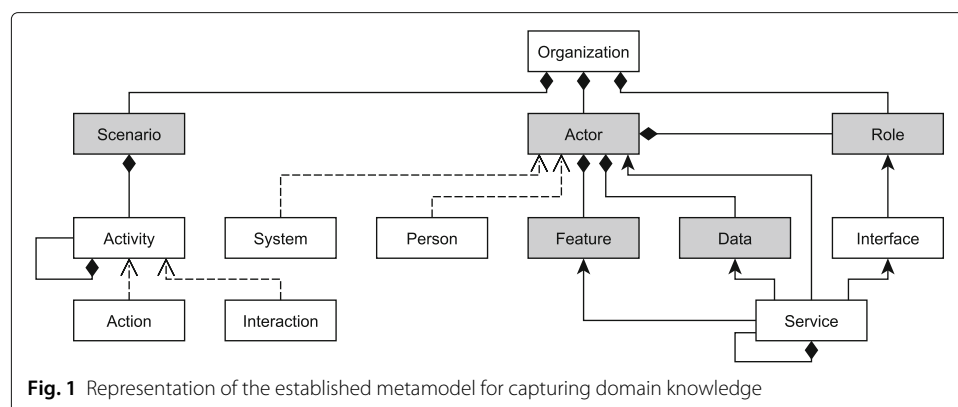 Organization
Scenario
Actor
Role
Activity
System
Person
Feature
Data
Interface
Action
Interaction
Service
Fig. 1 Representation of the established metamodel for capturing domain knowledge